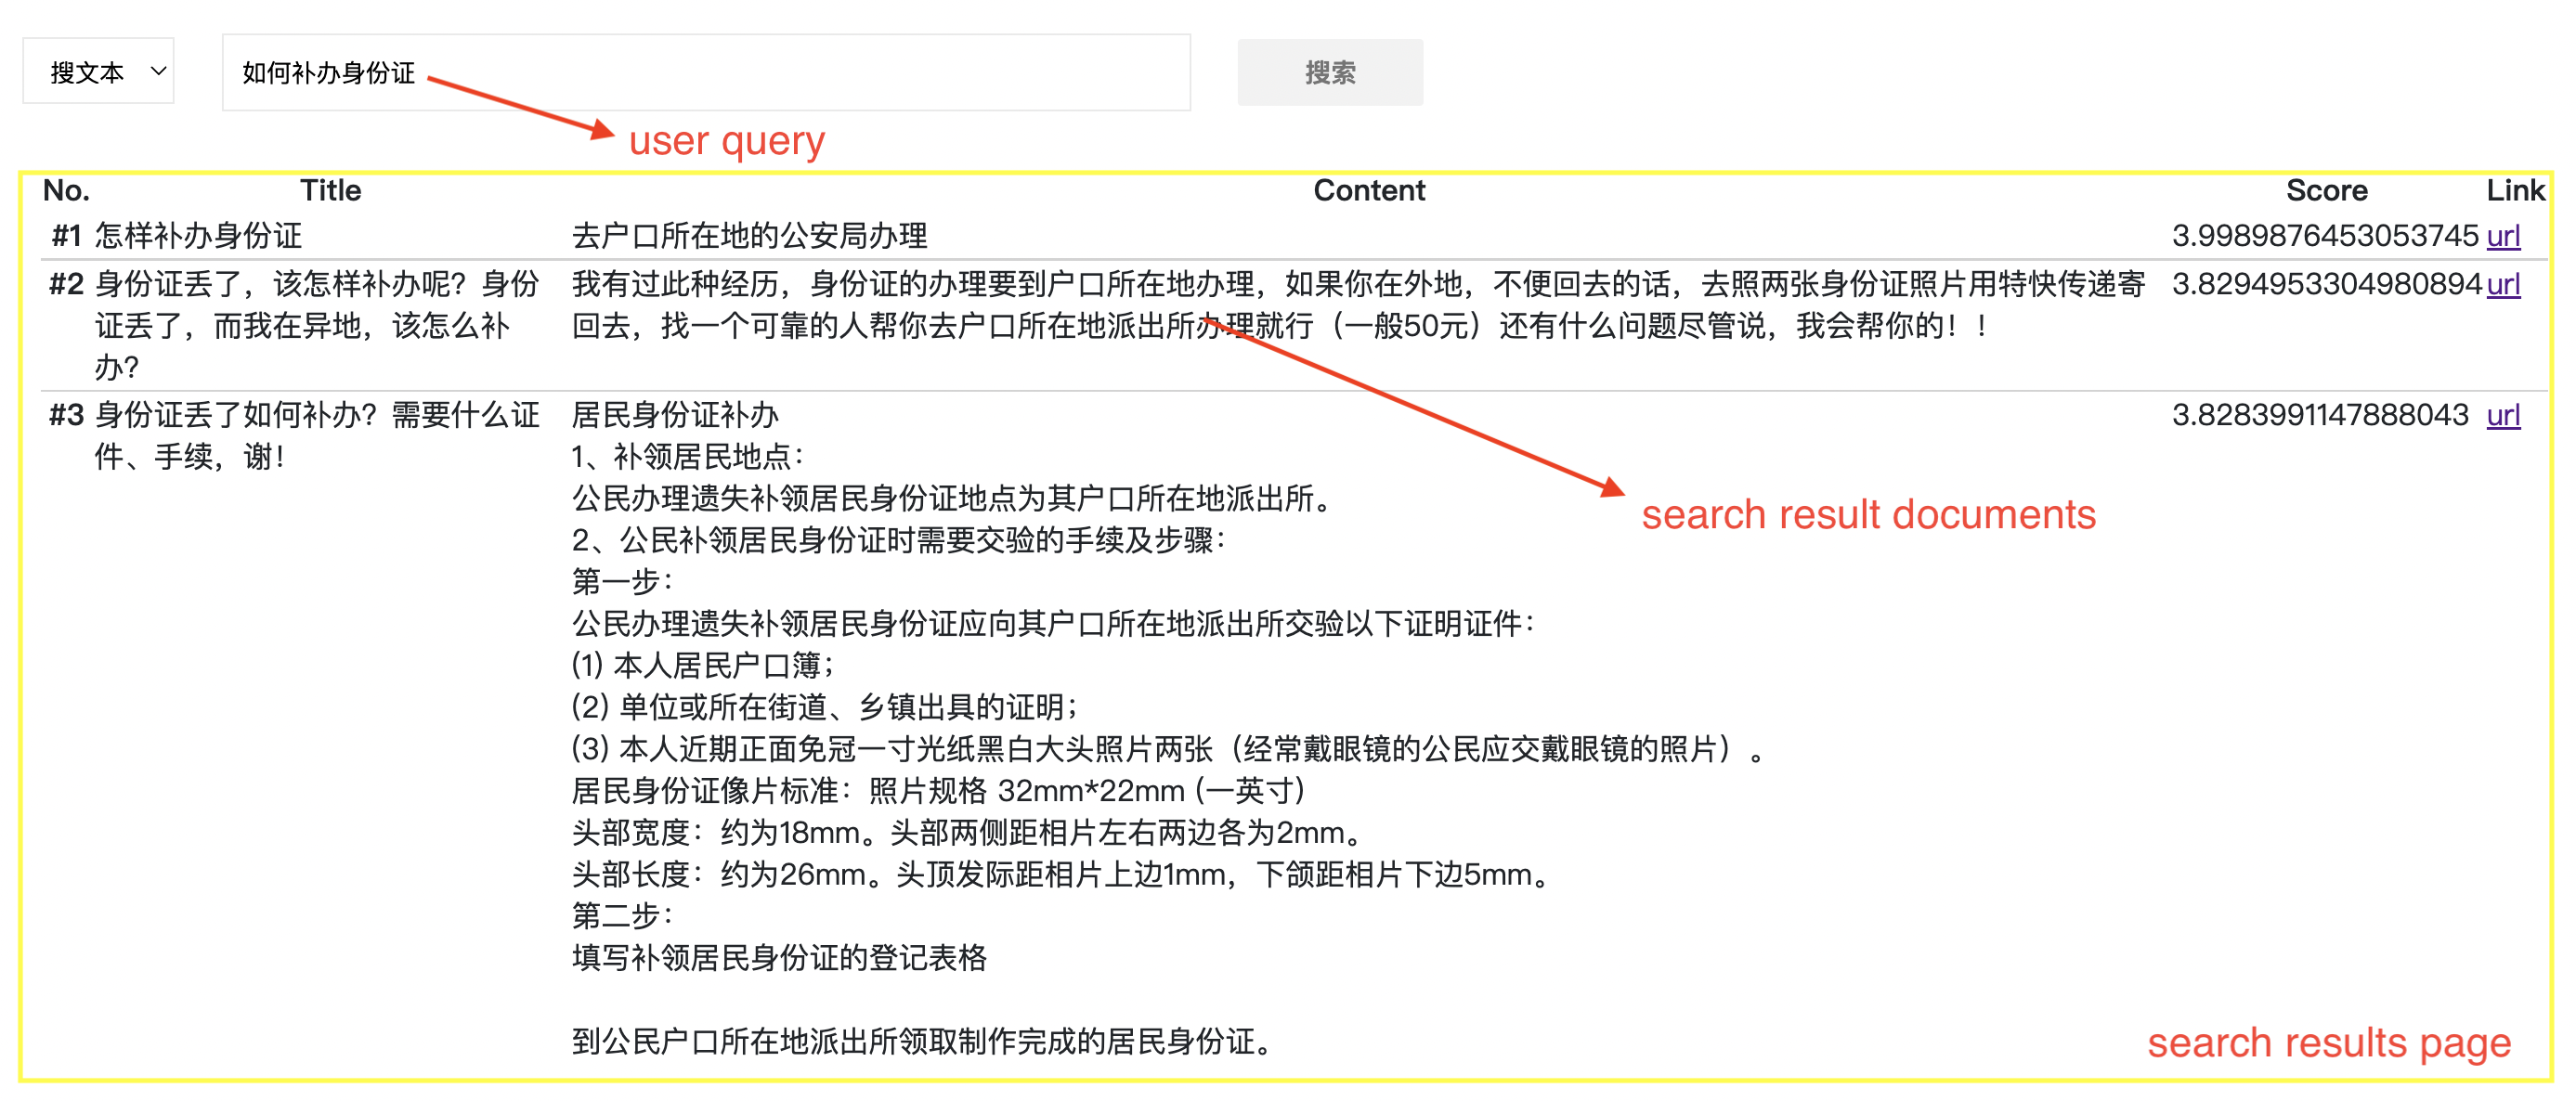 搜文本
如何补办身份证
搜索
user query
No. Title Content Score Link
#1 怎样补办身份证 去户口所在地的公安局办理 3.9989876453053745 url
#2 身份证丢了，该怎样补办呢？身份 我有过此种经历，身份证的办理要到户口所在地办理，如果你在外地，不便回去的话，去照两张身份证照片用特快传递寄 3.8294953304980894 url
证丢了，而我在异地，该怎么补 回去，找一个可靠的人帮你去户口所在地派出所办理就行（一般50元）还有什么问题尽管说，我会帮你的！！
办?
#3 身份证丢了如何补办？需要什么证 居民身份证补办 3.8283991147888043 url
件、手续，谢！ 1、补领居民地点：
公民办理遗失补领居民身份证地点为其户口所在地派出所。
search result documents
2、公民补领居民身份证时需要交验的手续及步骤：
第一步：
公民办理遗失补领居民身份证应向其户口所在地派出所交验以下证明证件：
(1) 本人居民户口簿；
(2) 单位或所在街道、乡镇出具的证明；
(3) 本人近期正面免冠一寸光纸黑白大头照片两张（经常戴眼镜的公民应交戴眼镜的照片）。
居民身份证像片标准：照片规格 32mm*22mm (一英寸)
头部宽度：约为18mm。头部两侧距相片左右两边各为2mm。
头部长度：约为26mm。头顶发际距相片上边1mm，下颌距相片下边5mm。
第二步：
填写补领居民身份证的登记表格
到公民户口所在地派出所领取制作完成的居民身份证。
search results page